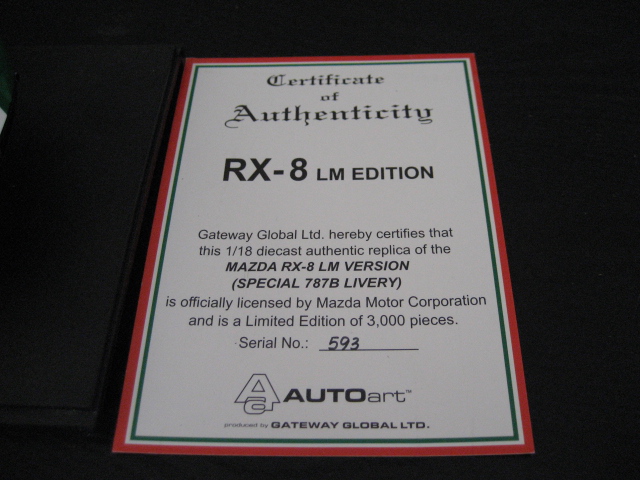 Certificate
of
Authenticity
RX-8 LM EDITION
Gateway Global Ltd. hereby certifies that
this 1/18 diecast authentic replica of the
MAZDA RX-8 LM VERSION
(SPECIAL 787B LIVERY)
is officially licensed by Mazda Motor Corporation
and is a Limited Edition of 3,000 pieces.
Serial No.: 593
AUTOart™
produced by GATEWAY GLOBAL LTD.